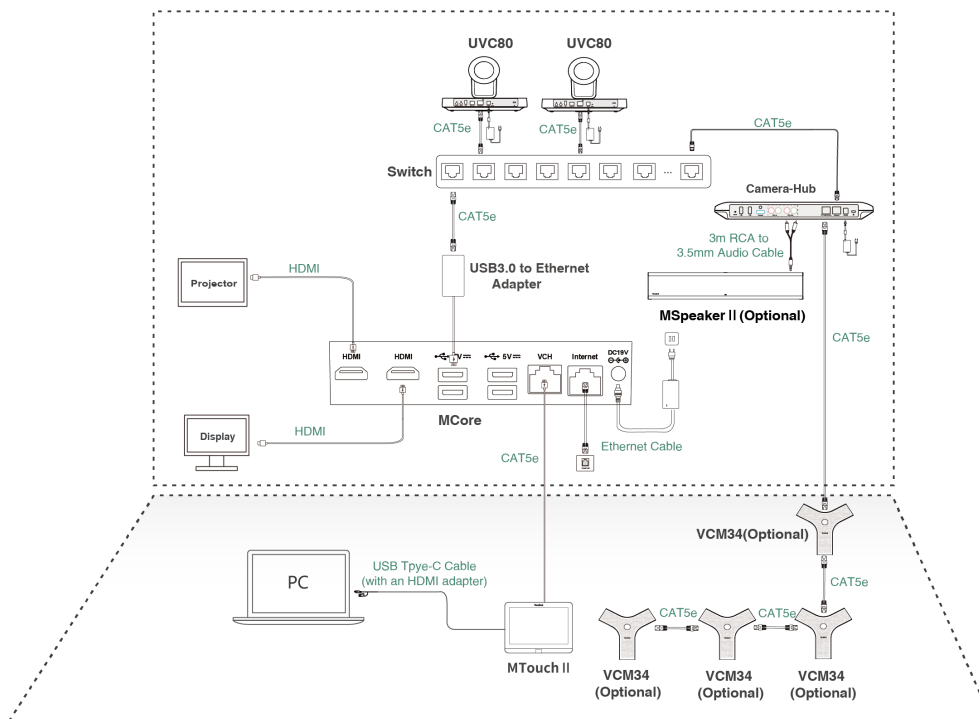 UVC80
UVC80
CAT5e
CAT5e
CAT5e
Switch
...
Camera-Hub
CAT5e
3m RCA to
3.5mm Audio Cable
HDMI
USB3.0 to Ethernet
Adapter
Projector
MSpeaker II (Optional)
CAT5e
HDMI
HDMI
V
5V
VCH
Internet
DC19V
MCore
HDMI
Display
Ethernet Cable
CAT5e
VCM34(Optional)
USB Tpye-C Cable
(with an HDMI adapter)
PC
CAT5e
CAT5e
CAT5e
MTouch II
VCM34
(Optional)
VCM34
(Optional)
VCM34
(Optional)